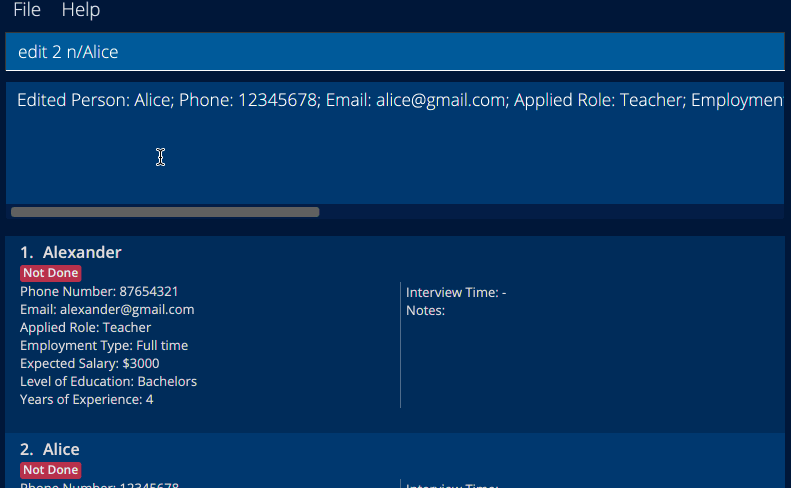 File Help
edit 2 n/Alice
Edited Person: Alice; Phone: 12345678; Email: alice@gmail.com; Applied Role: Teacher; Employmen
1. Alexander
Not Done
Phone Number: 87654321
Email: alexander@gmail.com
Applied Role: Teacher
Employment Type: Full time
Expected Salary: $3000
Level of Education: Bachelors
Years of Experience: 4
Interview Time: -
Notes:
2. Alice
Not Done
Phone Number: 12345678
Interview Time: -